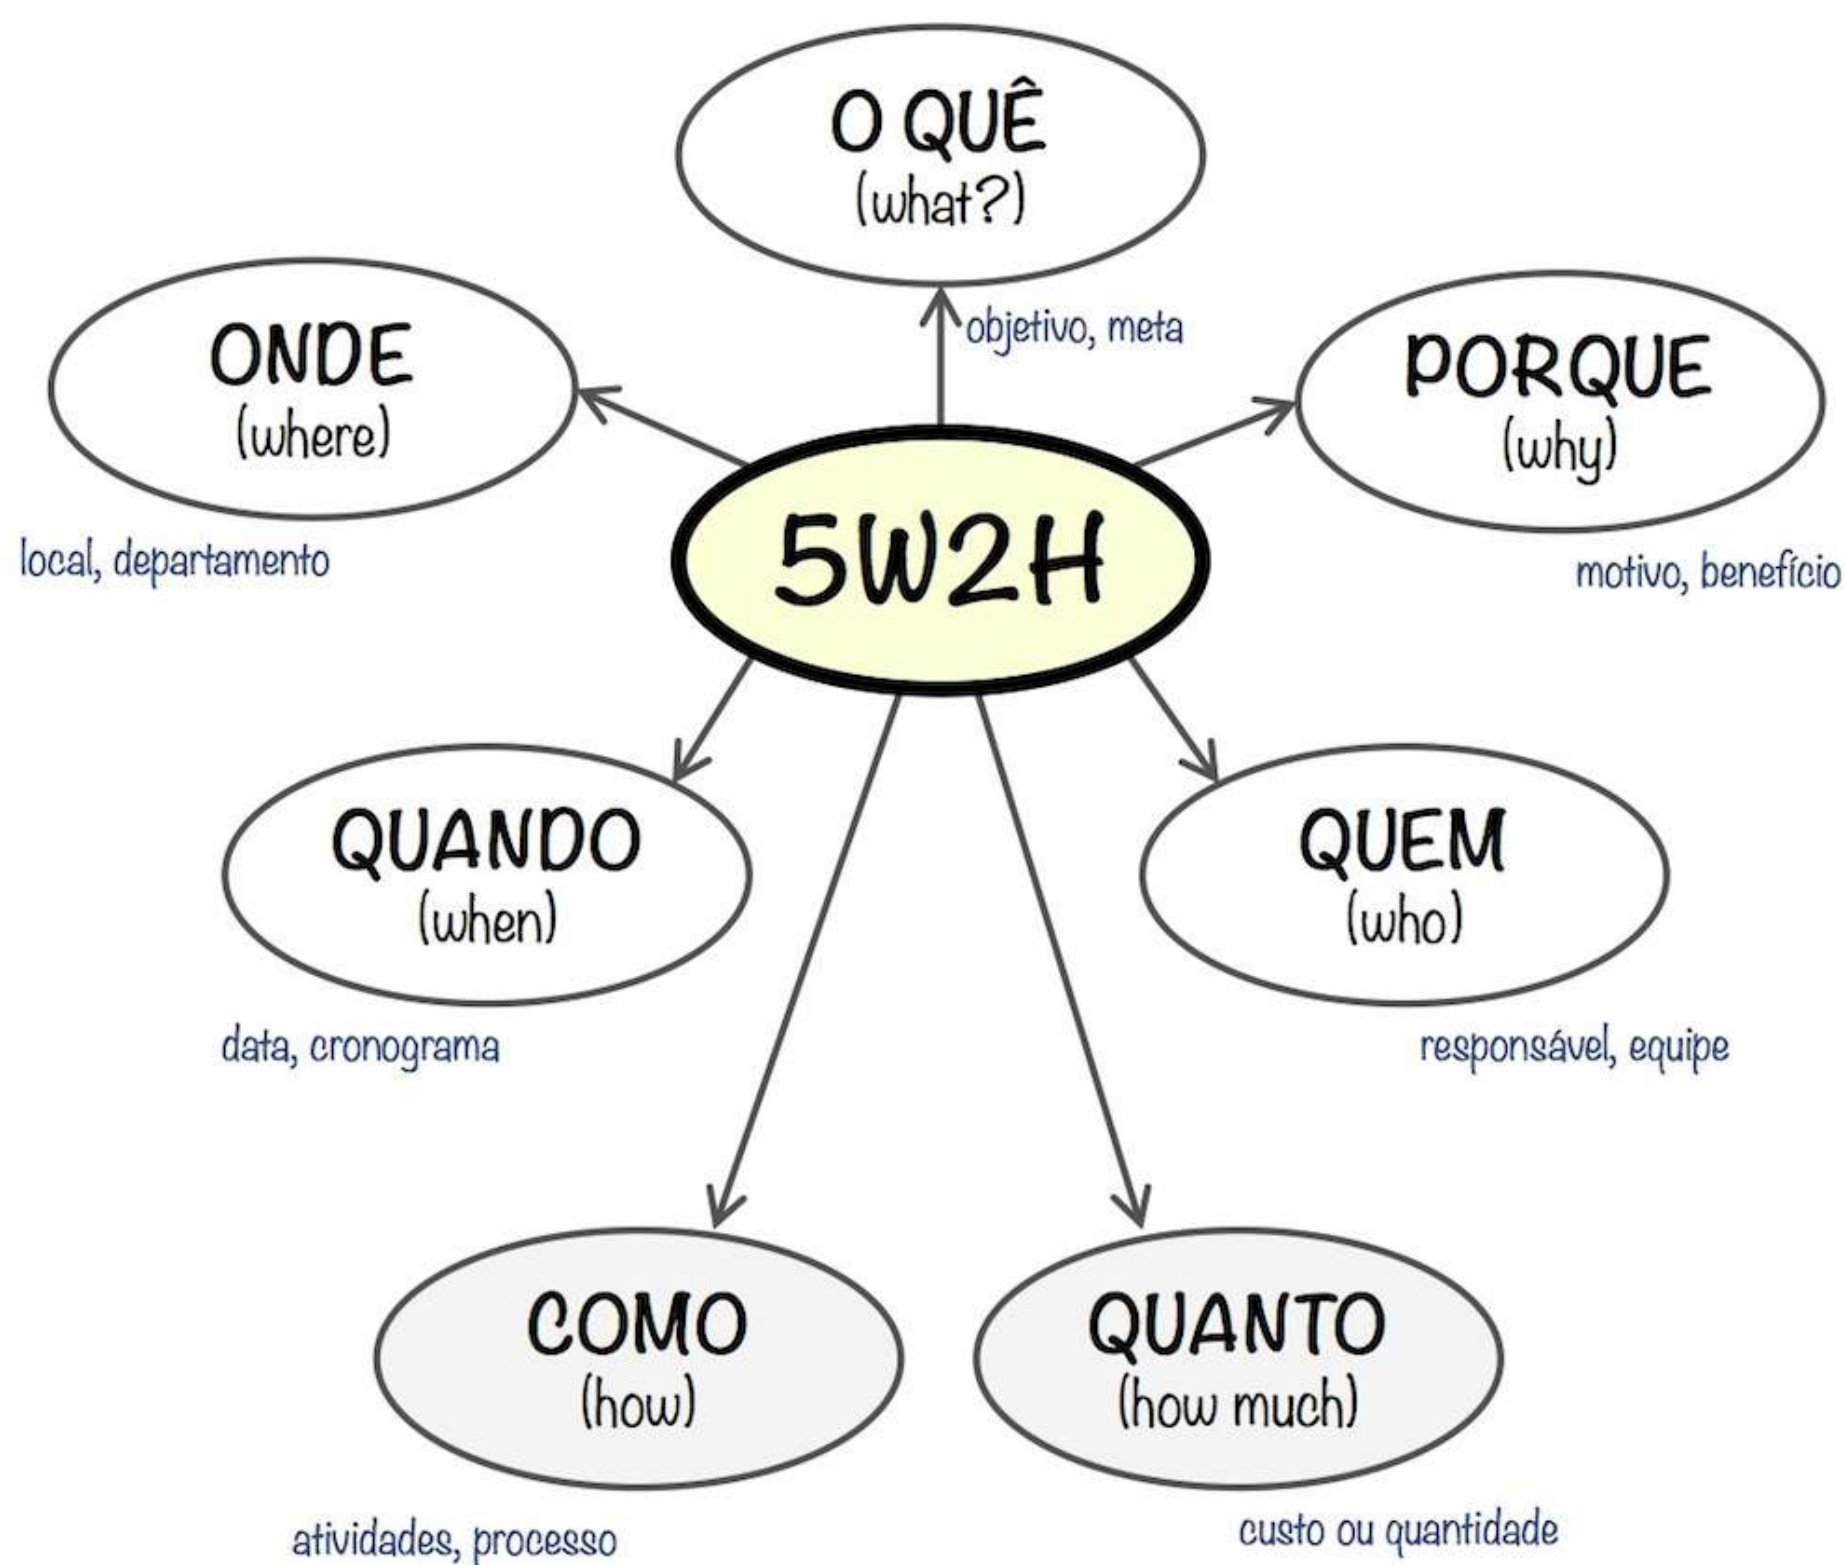 O QUÊ
(what?)
objetivo, meta
ONDE
(where)
local, departamento
PORQUE
(why)
motivo, benefício
5W2H
QUANDO
(when)
data, cronograma
QUEM
(who)
responsável, equipe
COMO
(how)
atividades, processo
QUANTO
(how much)
custo ou quantidade